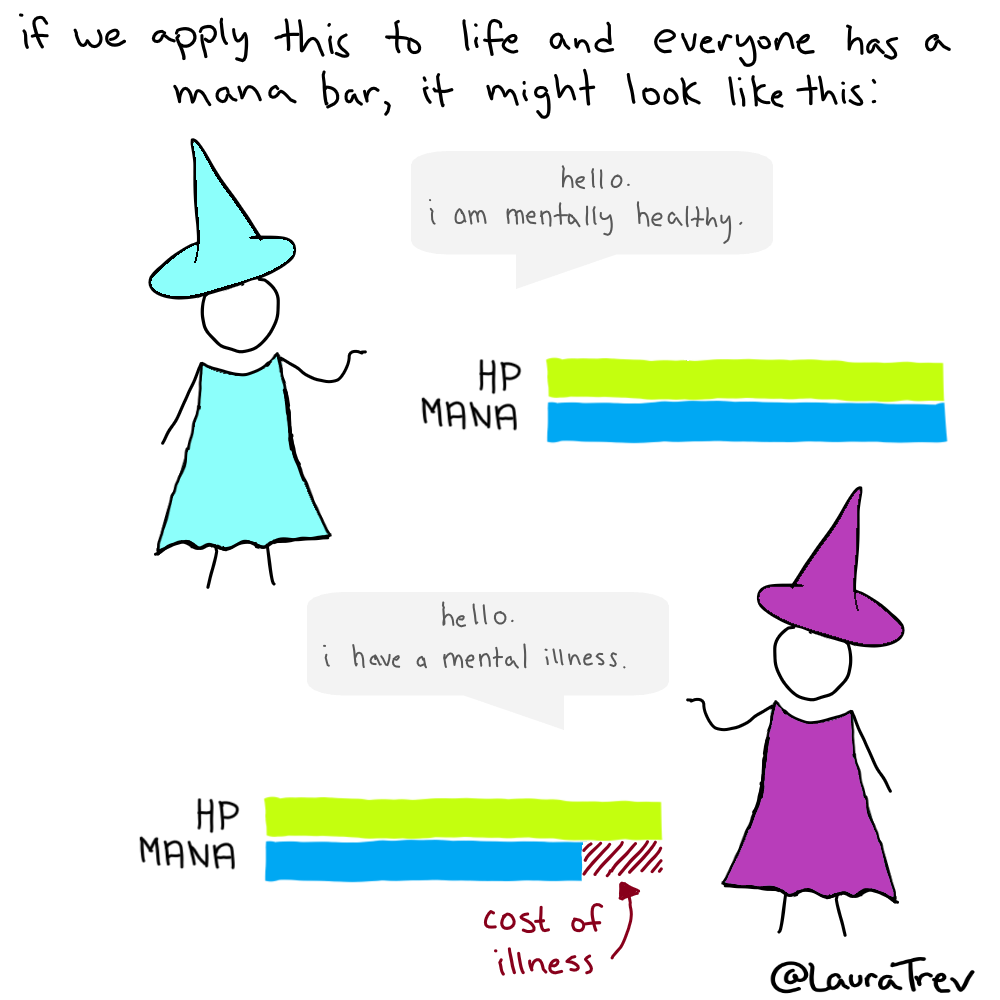 if we apply this to life and everyone has a
mana bar, it might look like this:
hello.
i am mentally healthy.
HP
MANA
hello.
i have a mental illness.
HP
MANA
cost of
illness
@LauraTrev